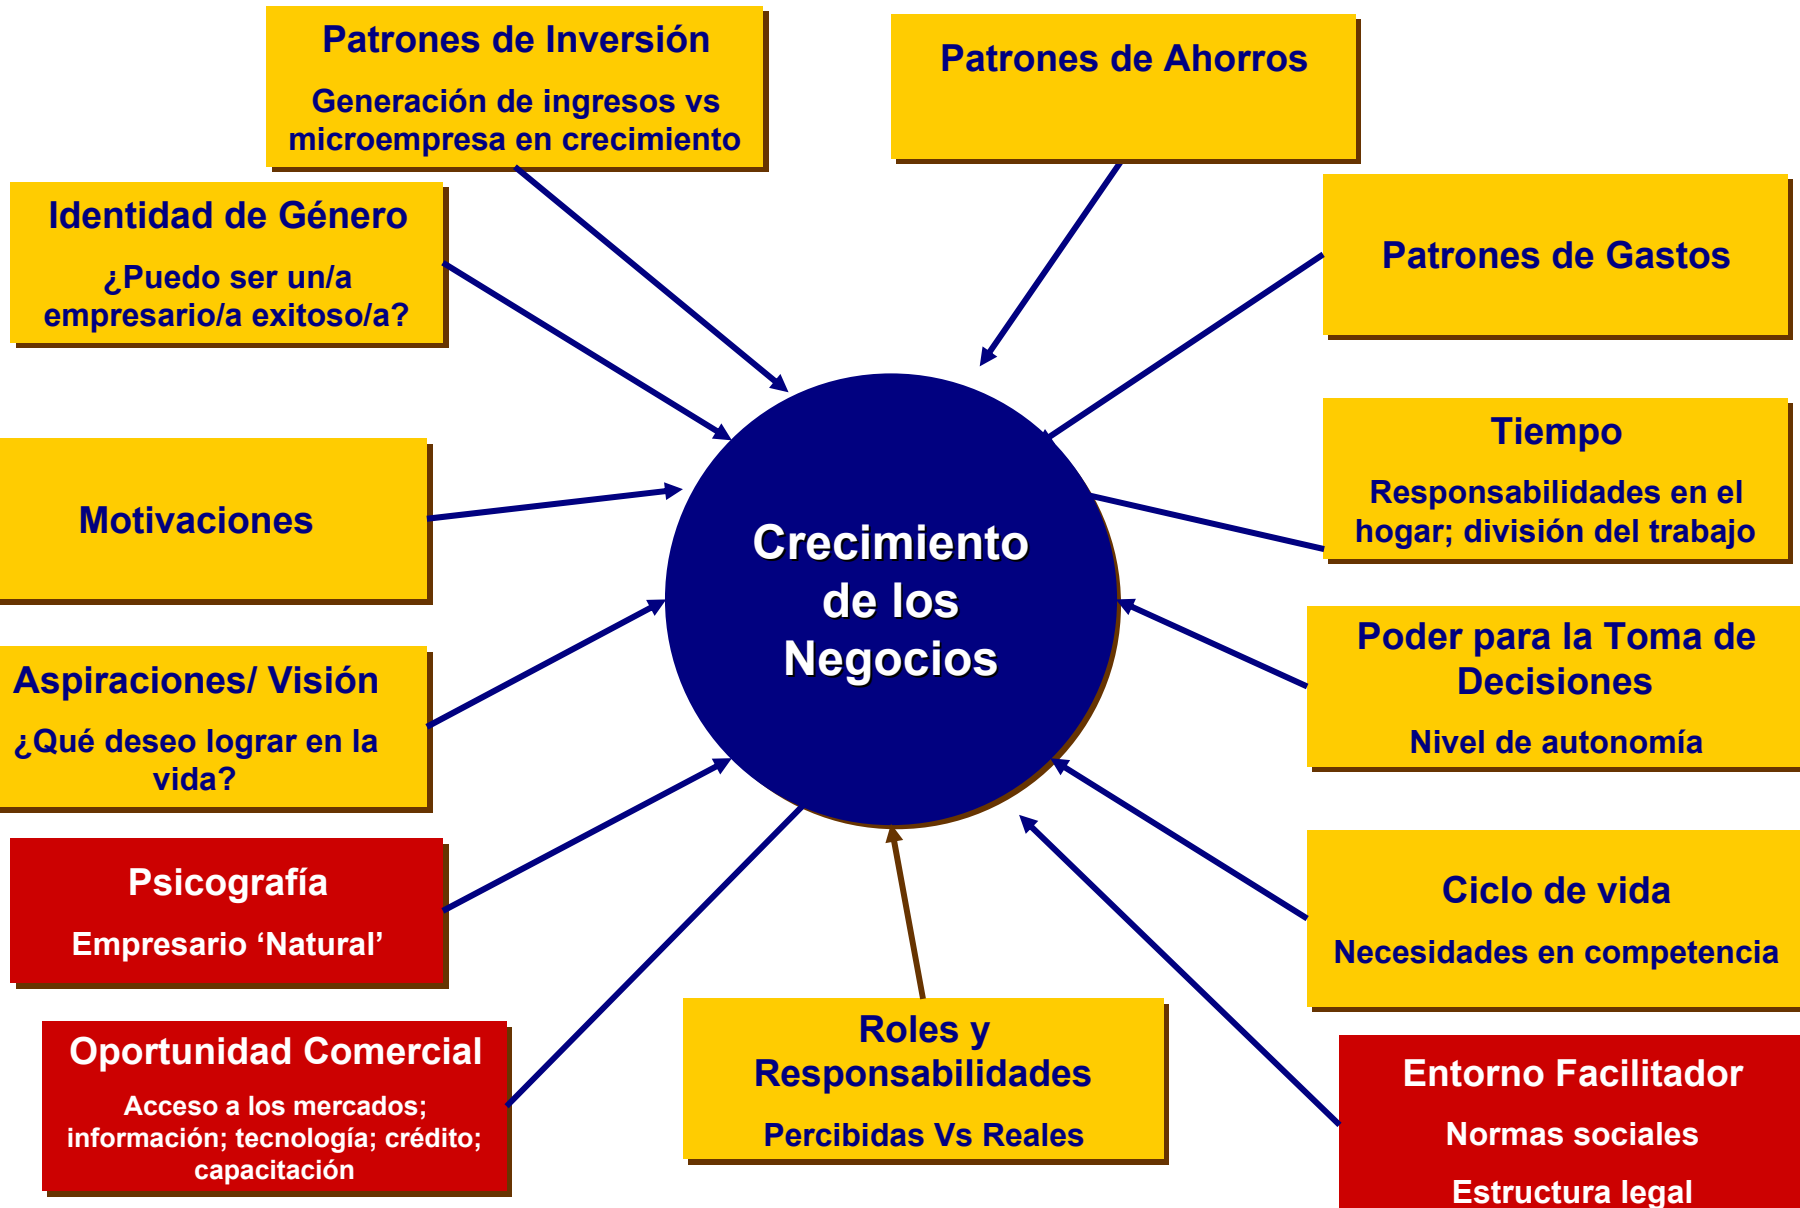 Patrones de Inversión
Generación de ingresos vs
microempresa en crecimiento
Patrones de Ahorros
Identidad de Género
¿Puedo ser un/a
empresario/a exitoso/a?
Patrones de Gastos
Motivaciones
Tiempo
Responsabilidades en el
hogar; división del trabajo
Crecimiento
de los
Negocios
Aspiraciones/ Visión
¿Qué deseo lograr en la
vida?
Poder para la Toma de
Decisiones
Nivel de autonomía
Psicografía
Empresario ‘Natural’
Ciclo de vida
Necesidades en competencia
Oportunidad Comercial
Acceso a los mercados;
información; tecnología; crédito;
capacitación
Roles y
Responsabilidades
Percibidas Vs Reales
Entorno Facilitador
Normas sociales
Estructura legal